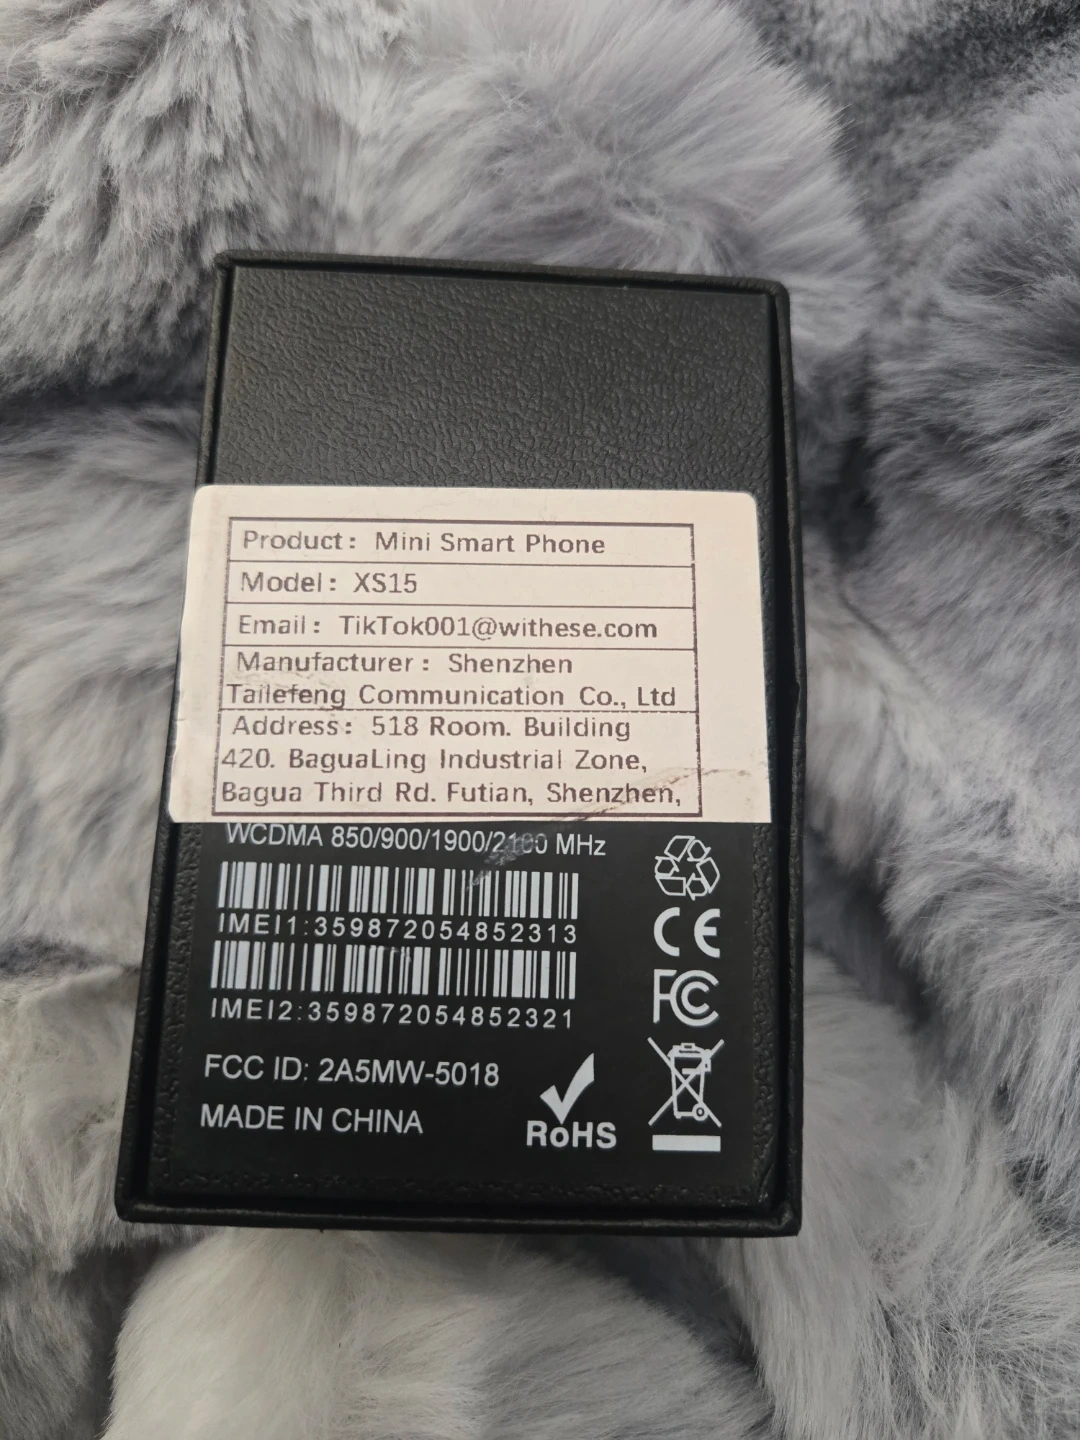 Product: Mini Smart Phone
Model: XS15
Email: TikTok001@withese.com
Manufacturer: Shenzhen
Tailefeng Communication Co., Ltd
Address: 518 Room. Building
420. BaguaLing Industrial Zone,
Bagua Third Rd. Futian, Shenzhen,
WCDMA 850/900/1900/2100 MHz
IMEI1:359872054852313
IMEI2:359872054852321
FCC ID: 2A5MW-5018
MADE IN CHINA
CE
FC
RoHS